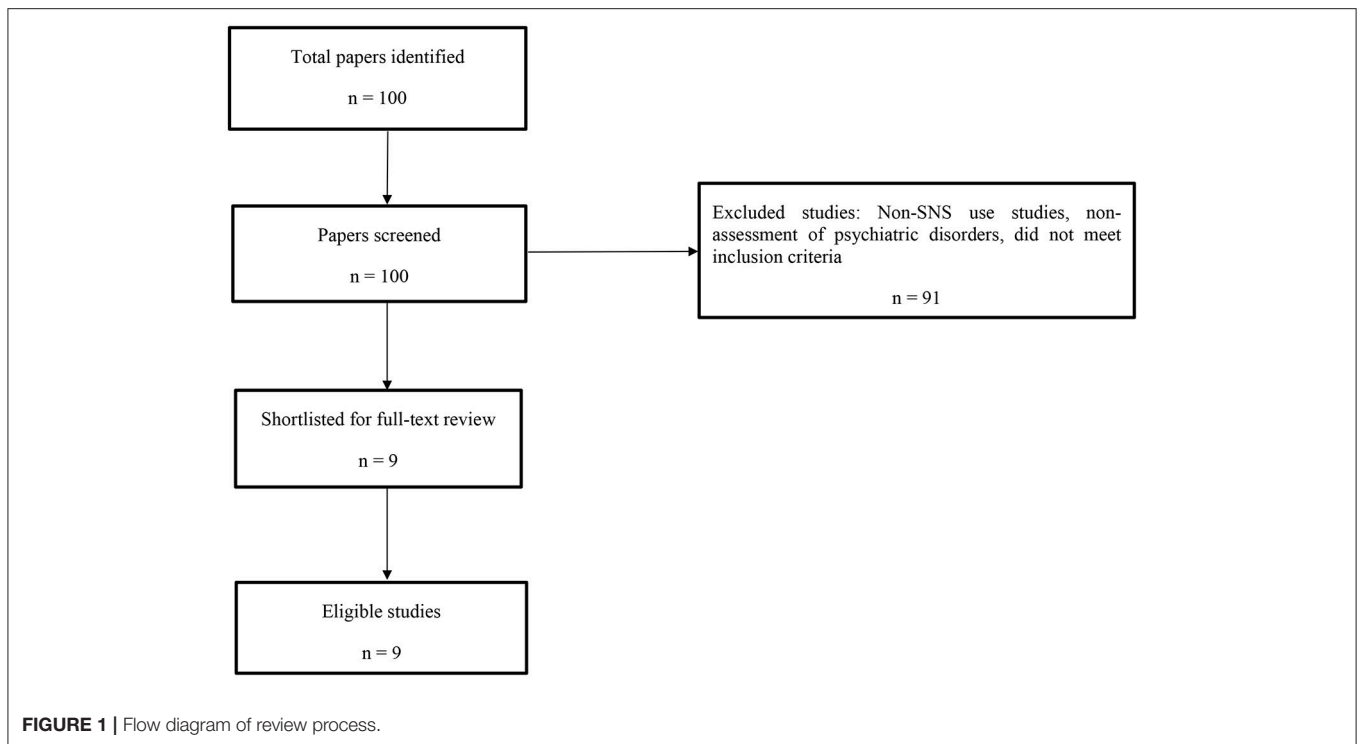 Total papers identified
n = 100
Papers screened
n = 100
Excluded studies: Non-SNS use studies, non-
assessment of psychiatric disorders, did not meet
inclusion criteria
n = 91
Shortlisted for full-text review
n = 9
Eligible studies
n = 9
FIGURE 1 | Flow diagram of review process.